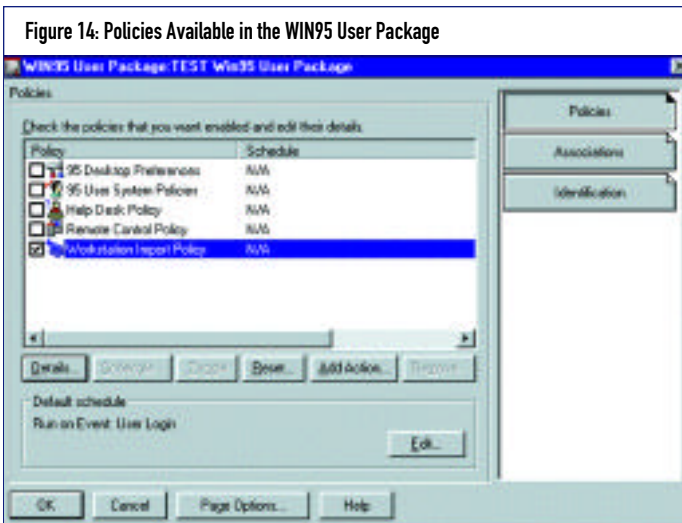 Figure 14: Policies Available in the WIN95 User Package
WIN95 User Package:TEST Win95 User Package
Policies
Check the policies that you want enabled and edit their details.
Policy Schedule
95 Desktop Preferences N/A
95 User System Policies N/A
Help Desk Policy N/A
Remote Control Policy N/A
Workstation Import Policy N/A
Details... Reset... Add Action... Remove
Default schedule
Run on Event: User Login
Edit...
OK Cancel Page Options... Help
Policies
Associations
Identification